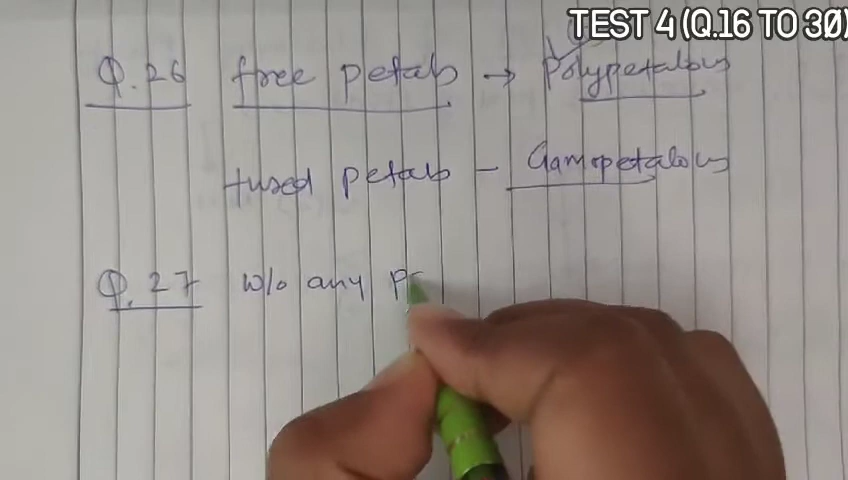 TEST 4 (Q.16 TO 30)
Q.26 free petals → Polypetalous
fused petals - Gamopetalous
Q.27 w/o any